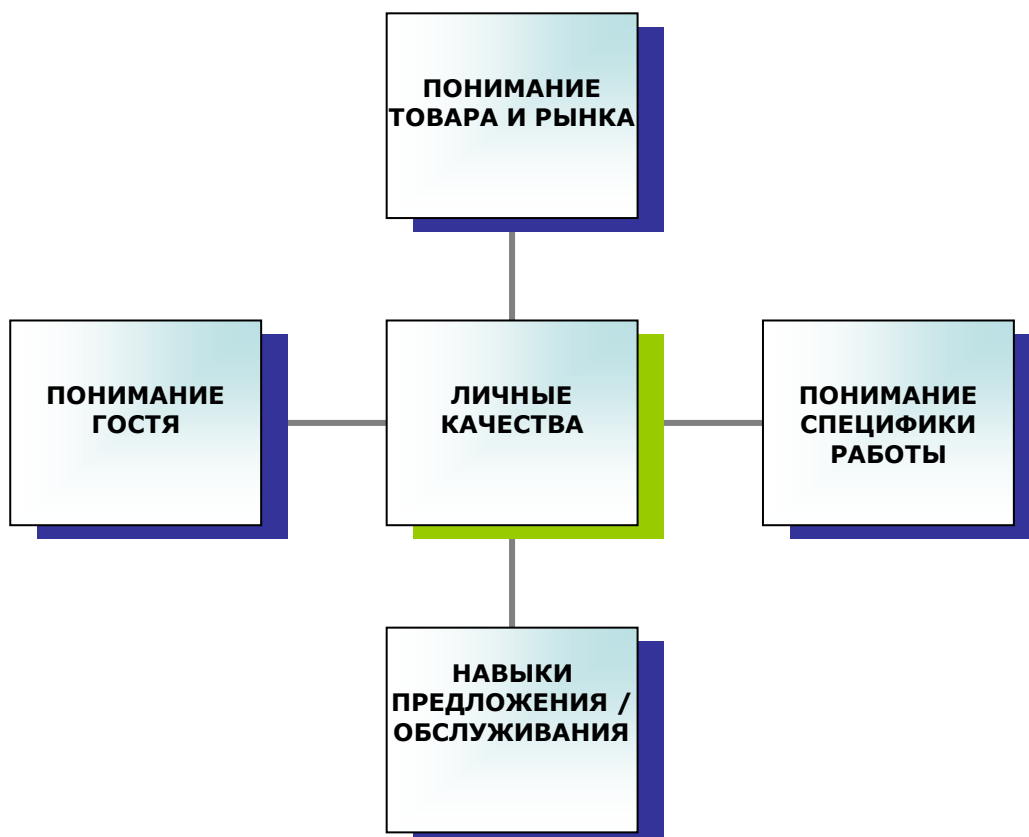 ПОНИМАНИЕ
ТОВАРА И РЫНКА
ПОНИМАНИЕ
ГОСТЯ
ЛИЧНЫЕ
КАЧЕСТВА
ПОНИМАНИЕ
СПЕЦИФИКИ
РАБОТЫ
НАВЫКИ
ПРЕДЛОЖЕНИЯ /
ОБСЛУЖИВАНИЯ